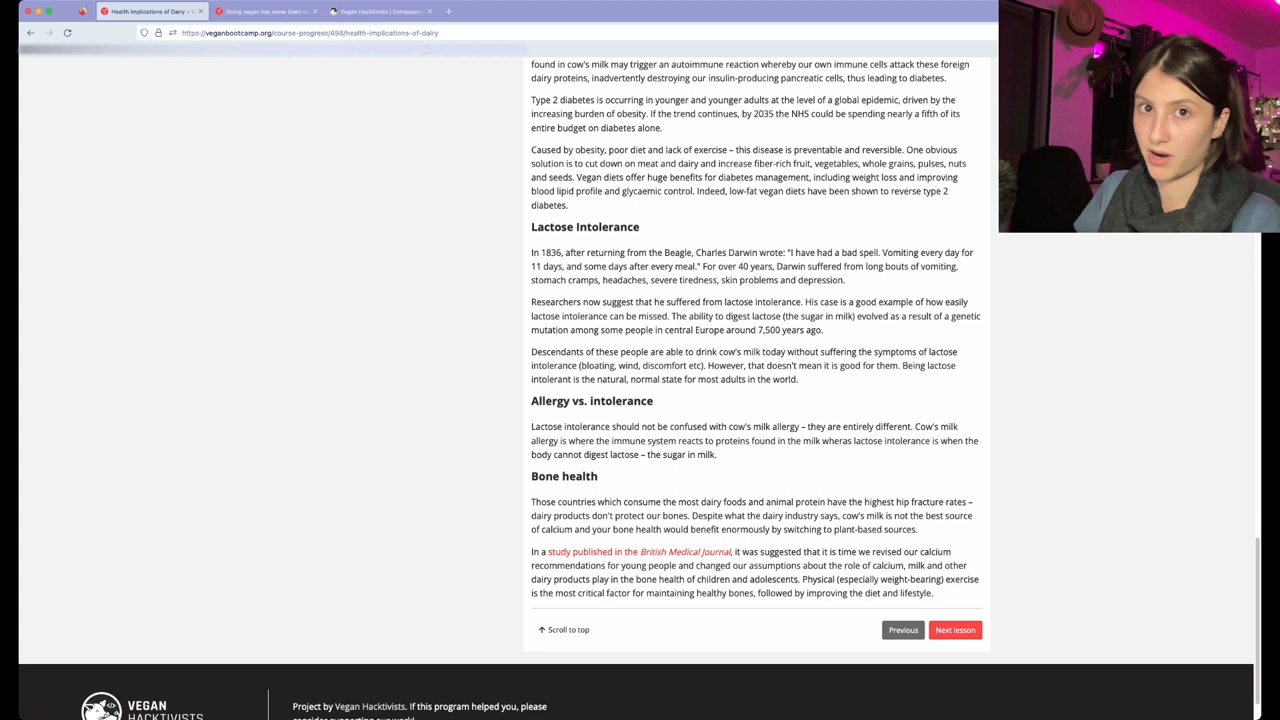 Health Implications of Dairy – V
Going vegan has never been ea
Vegan Hacktivists | Compassion
https://veganbootcamp.org/course-progress/498/health-implications-of-dairy
found in cow's milk may trigger an autoimmune reaction whereby our own immune cells attack these foreign
dairy proteins, inadvertently destroying our insulin-producing pancreatic cells, thus leading to diabetes.
Type 2 diabetes is occurring in younger and younger adults at the level of a global epidemic, driven by the
increasing burden of obesity. If the trend continues, by 2035 the NHS could be spending nearly a fifth of its
entire budget on diabetes alone.
Caused by obesity, poor diet and lack of exercise – this disease is preventable and reversible. One obvious
solution is to cut down on meat and dairy and increase fiber-rich fruit, vegetables, whole grains, pulses, nuts
and seeds. Vegan diets offer huge benefits for diabetes management, including weight loss and improving
blood lipid profile and glycaemic control. Indeed, low-fat vegan diets have been shown to reverse type 2
diabetes.
Lactose Intolerance
In 1836, after returning from the Beagle, Charles Darwin wrote: "I have had a bad spell. Vomiting every day for
11 days, and some days after every meal." For over 40 years, Darwin suffered from long bouts of vomiting,
stomach cramps, headaches, severe tiredness, skin problems and depression.
Researchers now suggest that he suffered from lactose intolerance. His case is a good example of how easily
lactose intolerance can be missed. The ability to digest lactose (the sugar in milk) evolved as a result of a genetic
mutation among some people in central Europe around 7,500 years ago.
Descendants of these people are able to drink cow's milk today without suffering the symptoms of lactose
intolerance (bloating, wind, discomfort etc). However, that doesn't mean it is good for them. Being lactose
intolerant is the natural, normal state for most adults in the world.
Allergy vs. intolerance
Lactose intolerance should not be confused with cow's milk allergy – they are entirely different. Cow's milk
allergy is where the immune system reacts to proteins found in the milk wheras lactose intolerance is when the
body cannot digest lactose – the sugar in milk.
Bone health
Those countries which consume the most dairy foods and animal protein have the highest hip fracture rates –
dairy products don't protect our bones. Despite what the dairy industry says, cow's milk is not the best source
of calcium and your bone health would benefit enormously by switching to plant-based sources.
In a study published in the British Medical Journal, it was suggested that it is time we revised our calcium
recommendations for young people and changed our assumptions about the role of calcium, milk and other
dairy products play in the bone health of children and adolescents. Physical (especially weight-bearing) exercise
is the most critical factor for maintaining healthy bones, followed by improving the diet and lifestyle.
Scroll to top
Previous
Next lesson
VEGAN
HACKTIVISTS
Project by Vegan Hacktivists. If this program helped you, please
consider supporting our work!